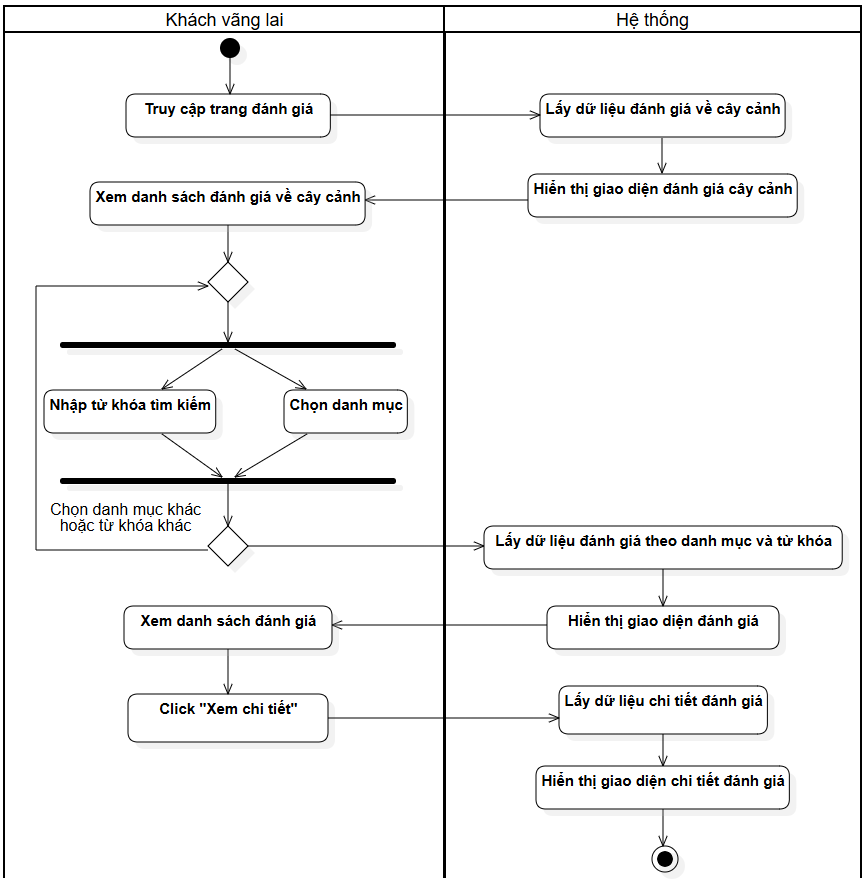 Khách vãng lai
Hệ thống
Truy cập trang đánh giá
Lấy dữ liệu đánh giá về cây cảnh
Hiển thị giao diện đánh giá cây cảnh
Xem danh sách đánh giá về cây cảnh
Nhập từ khóa tìm kiếm
Chọn danh mục
Chọn danh mục khác
hoặc từ khóa khác
Lấy dữ liệu đánh giá theo danh mục và từ khóa
Hiển thị giao diện đánh giá
Xem danh sách đánh giá
Click "Xem chi tiết"
Lấy dữ liệu chi tiết đánh giá
Hiển thị giao diện chi tiết đánh giá